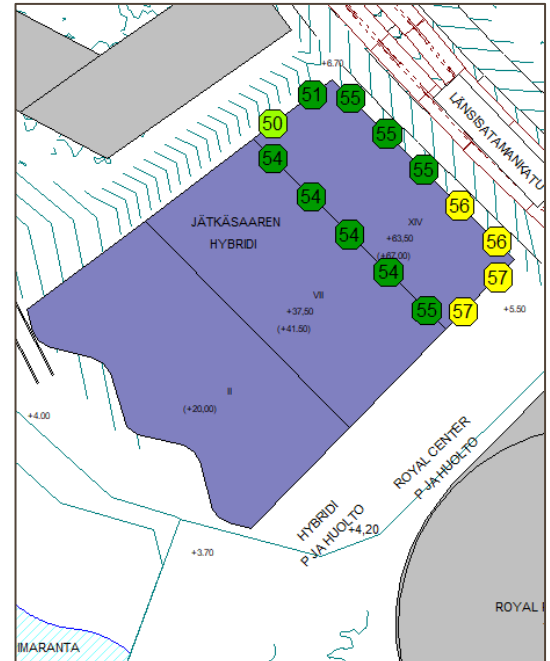 +6.70
LÄNSISATAMANKATU
51
55
50
55
54
55
54
56
JÄTKÄSAAREN
HYBRIDI
XIV
54
+63,50
56
(+67,00)
54
57
VII
+37,50
55
57
+5.50
(+41.50)
II
(+20,00)
+4.00
ROYAL CENTER
P JA HUOLTO
HYBRIDI
P JA HUOLTO
+4,20
+3.70
ROYAL
IMARANTA